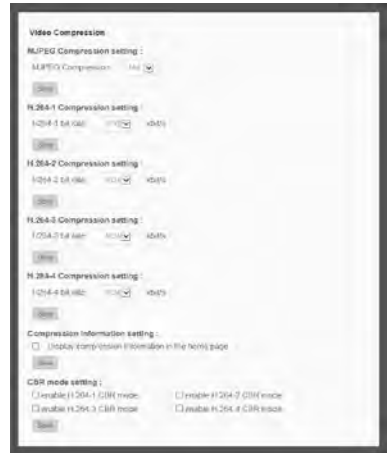 Video Compression
MJPEG Compression setting :
MJPEG Compression
Save
H.264-1 Compression setting :
H.264-1 bit rate: kbit/s
Save
H.264-2 Compression setting :
H.264-2 bit rate: kbit/s
Save
H.264-3 Compression setting :
H.264-3 bit rate: kbit/s
Save
H.264-4 Compression setting :
H.264-4 bit rate: kbit/s
Save
Compression information setting :
Display compression information in the home page
Save
CBR mode setting :
enable H.264-1 CBR mode enable H.264-2 CBR mode
enable H.264-3 CBR mode enable H.264-4 CBR mode
Save